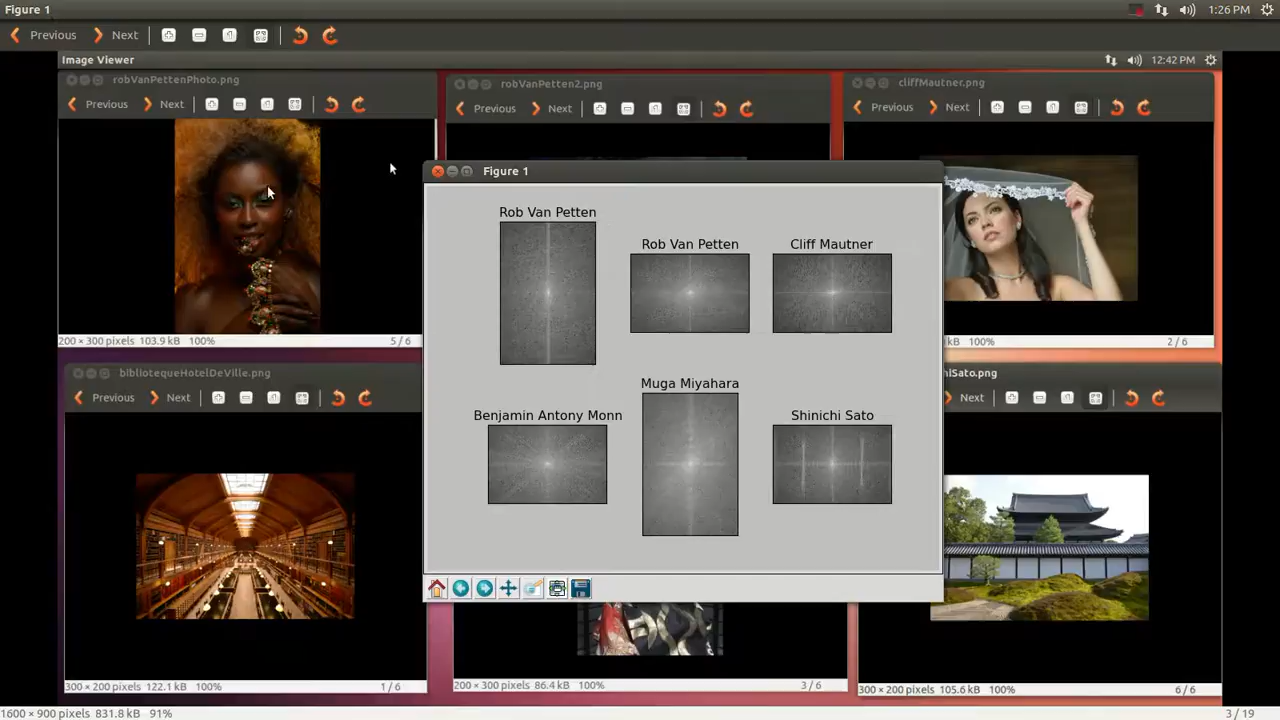 Figure 1
1:26 PM
Previous Next
Image Viewer
12:42 PM
robVanPettenPhoto.png
Previous Next
robVanPetten2.png
Previous Next
cliffMautner.png
Previous Next
Figure 1
Rob Van Petten
Rob Van Petten
Cliff Mautner
Muga Miyahara
Benjamin Antony Monn
Shinichi Sato
200 × 300 pixels 103.9 kB 100%
5 / 6
kB 100%
2 / 6
bibliotequeHotelDeVille.png
Previous Next
hiSato.png
Next
300 × 200 pixels 122.1 kB 100%
1 / 6
200 × 300 pixels 86.4 kB 100%
3 / 6
300 × 200 pixels 105.6 kB 100%
6 / 6
1600 × 900 pixels 831.8 kB 91%
3 / 19